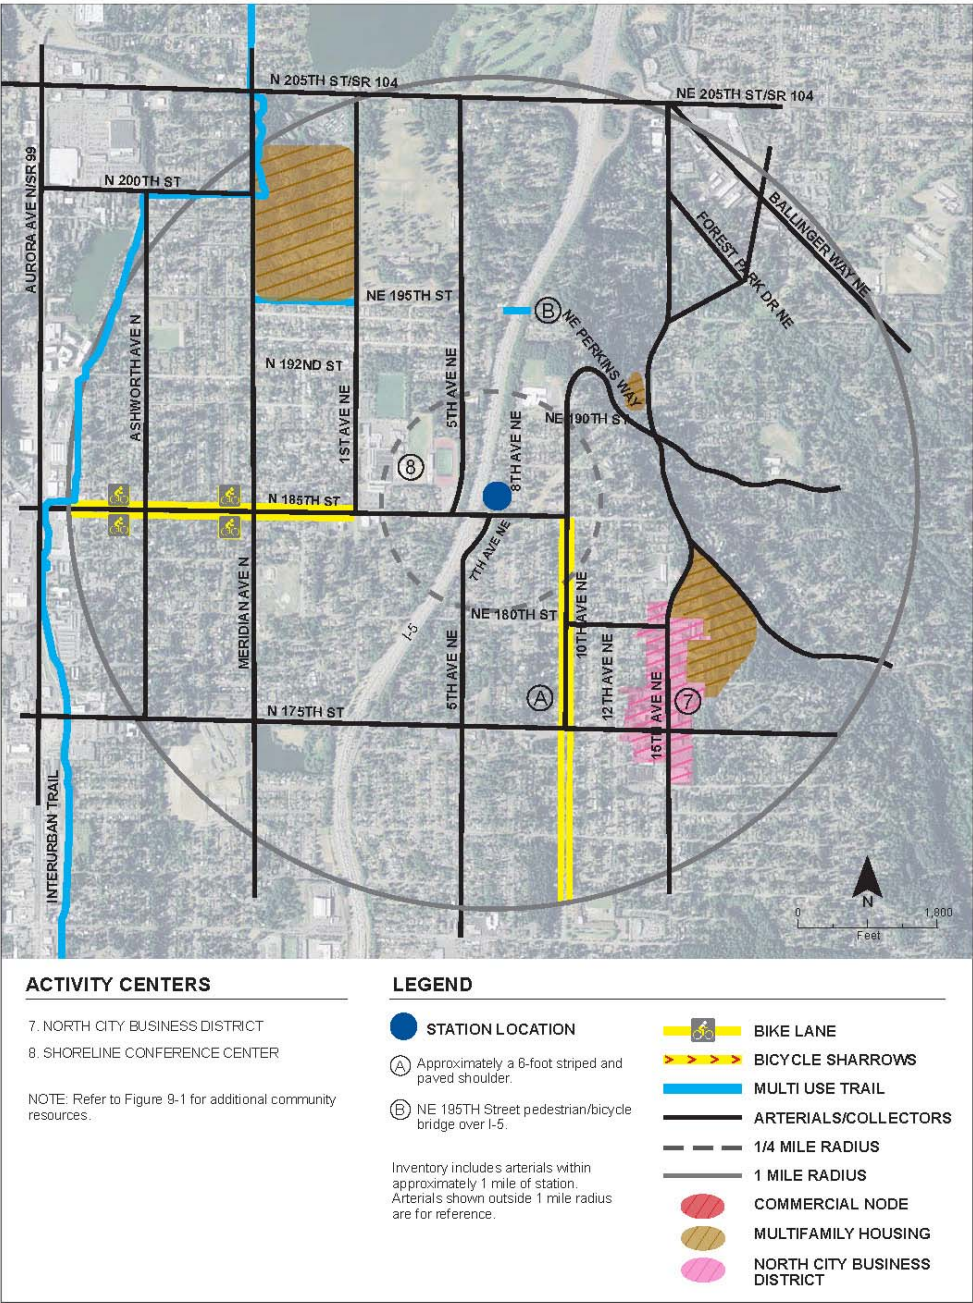 N 205TH ST/SR 104
NE 205TH ST/SR 104
AURORA AVE N/SR 99
N 200TH ST
BALLINGER WAY NE
FOREST PARK DR NE
NE 195TH ST
B
NE PERKINS WAY
ASHWORTH AVE N
N 192ND ST
1ST AVE NE
5TH AVE NE
8TH AVE NE
NE 190TH ST
8
N 185TH ST
7TH AVE NE
MERIDIAN AVE N
I-5
NE 180TH ST
10TH AVE NE
5TH AVE NE
12TH AVE NE
15TH AVE NE
A
7
N 175TH ST
INTERURBAN TRAIL
N
0
1,800
Feet
ACTIVITY CENTERS
7. NORTH CITY BUSINESS DISTRICT
8. SHORELINE CONFERENCE CENTER
NOTE: Refer to Figure 9-1 for additional community
resources.
LEGEND
STATION LOCATION
A Approximately a 6-foot striped and
paved shoulder.
B NE 195TH Street pedestrian/bicycle
bridge over I-5.
Inventory includes arterials within
approximately 1 mile of station.
Arterials shown outside 1 mile radius
are for reference.
BIKE LANE
BICYCLE SHARROWS
MULTI USE TRAIL
ARTERIALS/COLLECTORS
1/4 MILE RADIUS
1 MILE RADIUS
COMMERCIAL NODE
MULTIFAMILY HOUSING
NORTH CITY BUSINESS
DISTRICT